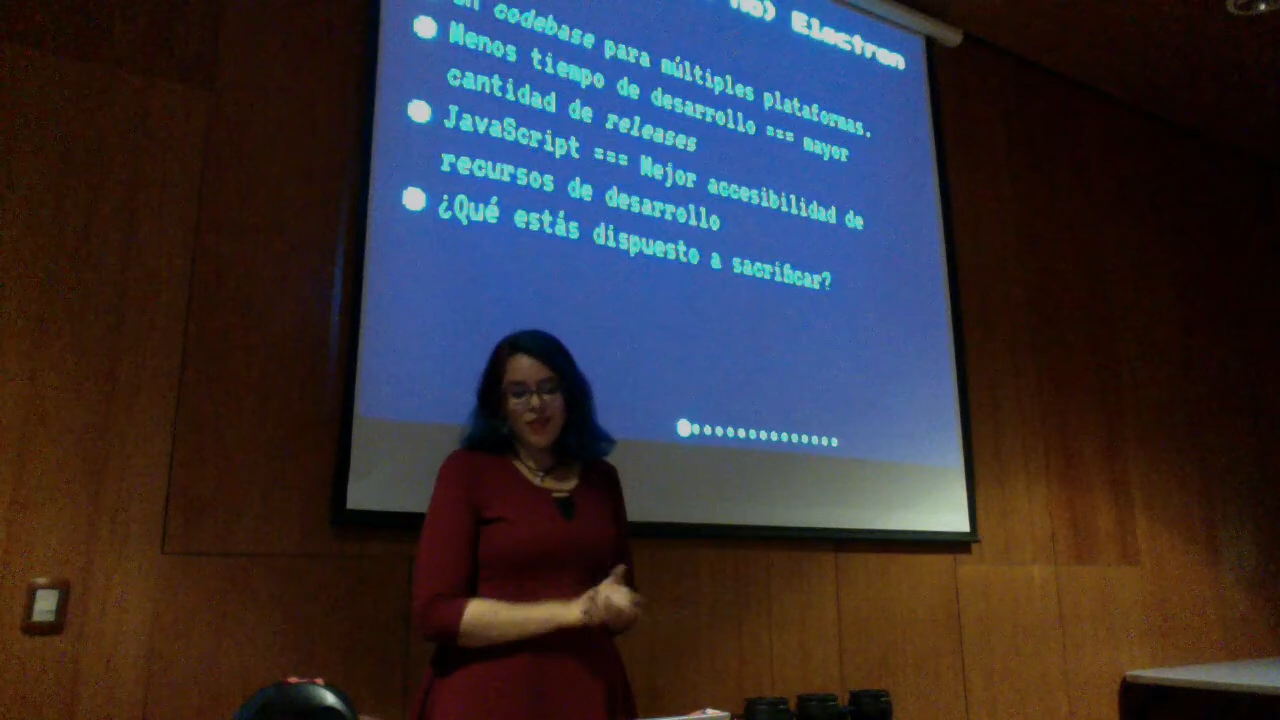 no) Electron
codebase para múltiples plataformas.
Menos tiempo de desarrollo === mayor
cantidad de releases
JavaScript === Mejor accesibilidad de
recursos de desarrollo
¿Qué estás dispuesto a sacrificar?